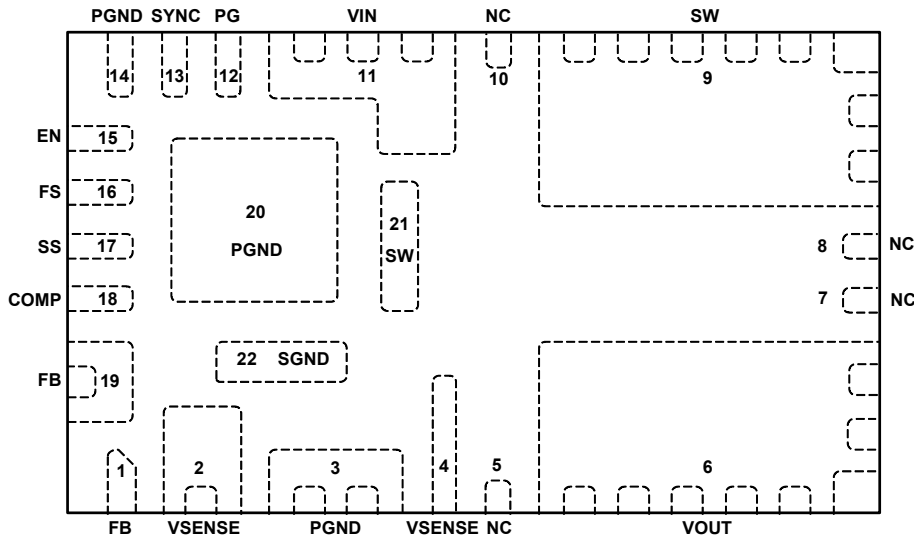 PGND SYNC PG VIN NC SW
14 13 12 11 10 9
EN 15
FS 16
20 21
SS 17 PGND SW 8 NC
COMP 18 7 NC
22 SGND
FB 19
1 2 3 4 5 6
FB VSENSE PGND VSENSE NC VOUT